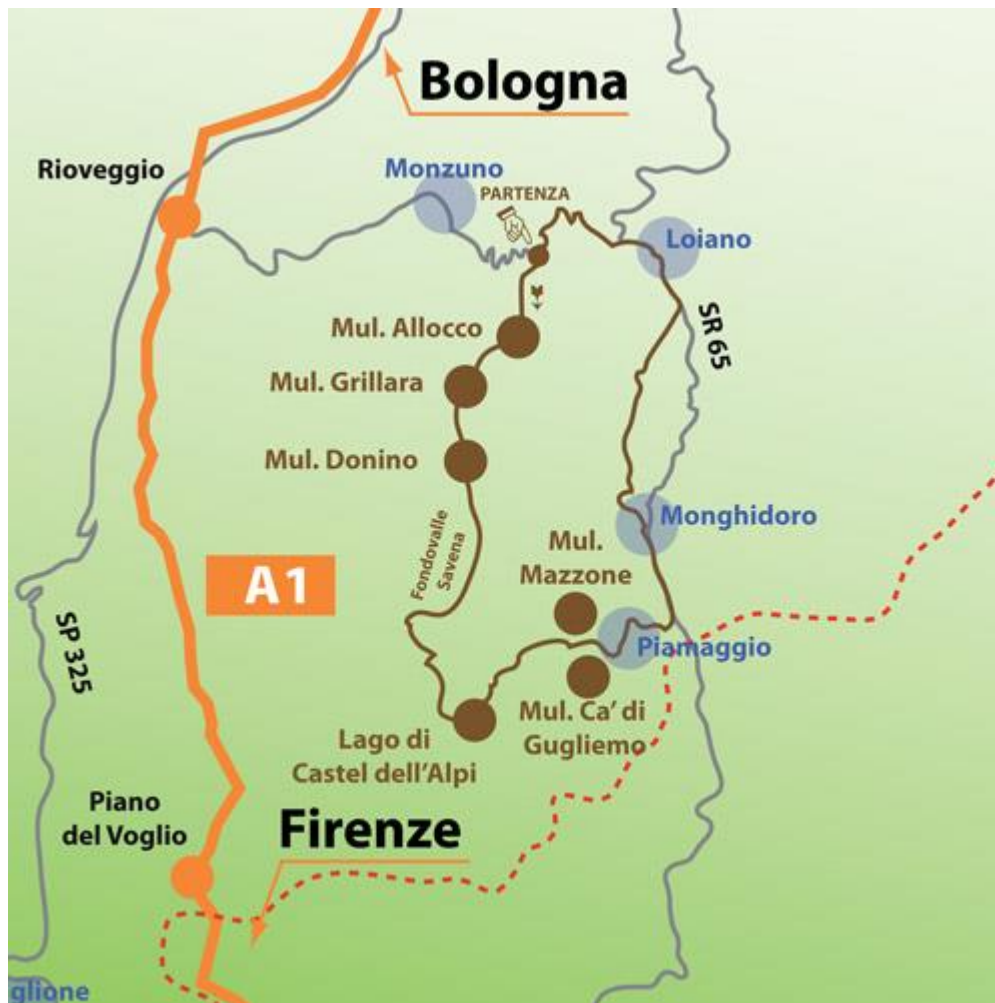 Bologna
Rioveggio
Monzuno
PARTENZA
Loiano
SR 65
Mul. Allocco
Mul. Grillara
Mul. Donino
Fondovalle
Savena
Monghidoro
Mul.
Mazzone
A1
SP 325
Piamaggio
Mul. Ca' di
Gugliemo
Lago di
Castel dell'Alpi
Piano
del Voglio
Firenze
glione